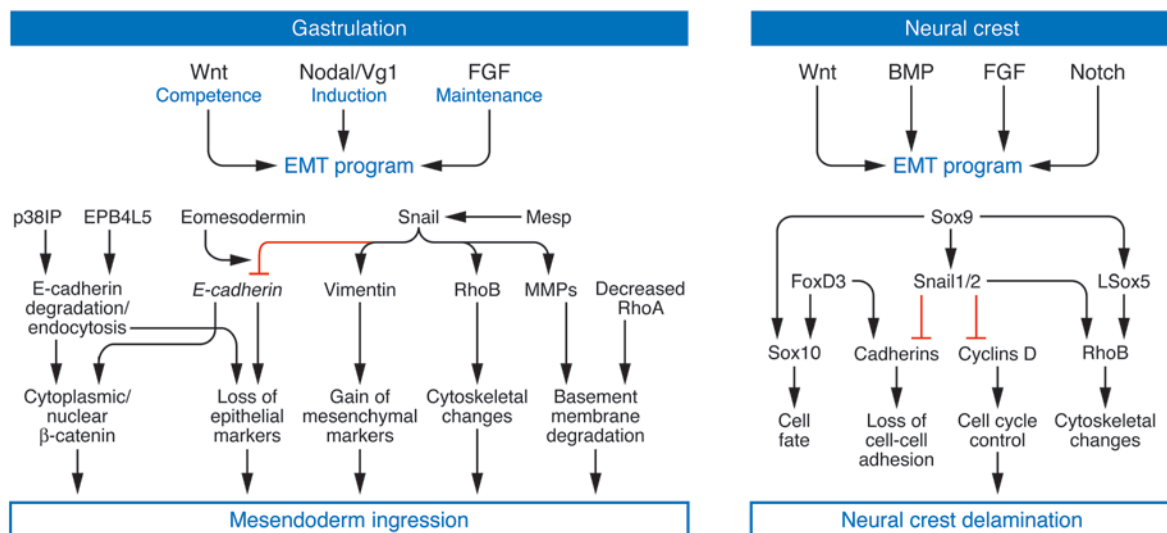 Gastrulation
Wnt
Competence
Nodal/Vg1
Induction
FGF
Maintenance
EMT program
p38IP
EPB4L5
Eomesodermin
Snail
Mesp
E-cadherin
degradation/
endocytosis
E-cadherin
Vimentin
RhoB
MMPs
Decreased
RhoA
Cytoplasmic/
nuclear
β-catenin
Loss of
epithelial
markers
Gain of
mesenchymal
markers
Cytoskeletal
changes
Basement
membrane
degradation
Mesendoderm ingression
Neural crest
Wnt
BMP
FGF
Notch
EMT program
Sox9
FoxD3
Snail1/2
LSox5
Sox10
Cadherins
Cyclins D
RhoB
Cell
fate
Loss of
cell-cell
adhesion
Cell cycle
control
Cytoskeletal
changes
Neural crest delamination